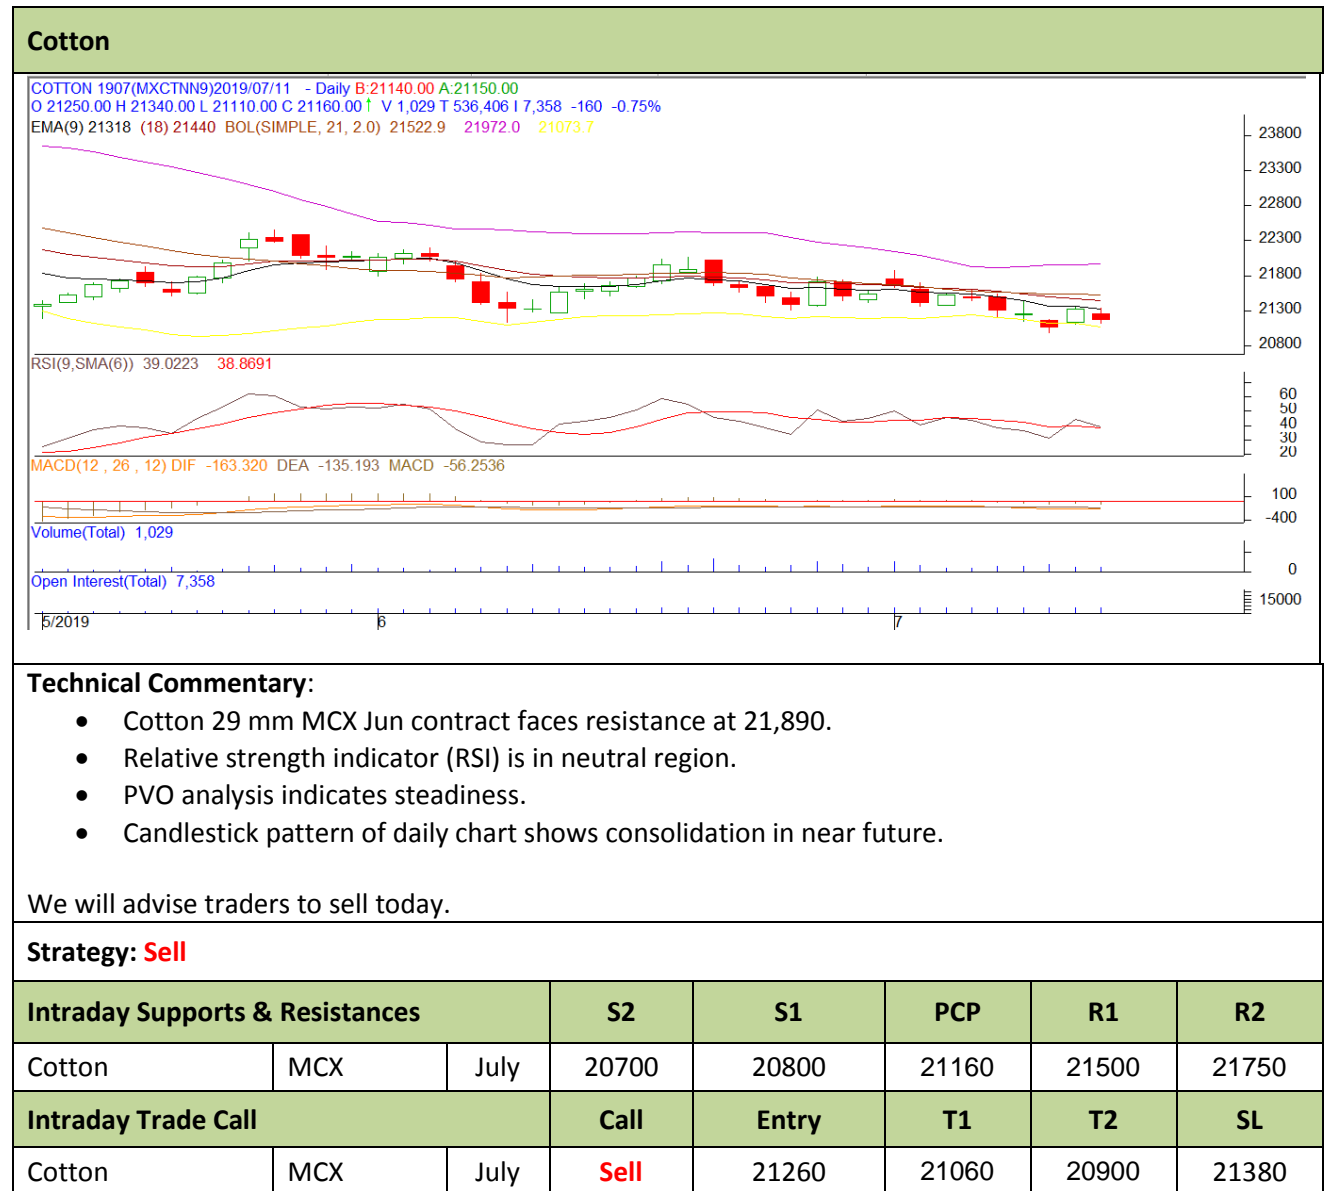 Cotton
COTTON 1907(MXCTNN9)2019/07/11 - Daily B:21140.00 A:21150.00
O 21250.00 H 21340.00 L 21110.00 C 21160.00↑ V 1,029 T 536,406 I 7,358 -160 -0.75%
EMA(9) 21318 (18) 21440 BOL(SIMPLE, 21, 2.0) 21522.9 21972.0 21073.7
23800
23300
22800
22300
21800
21300
20800
RSI(9,SMA(6)) 39.0223 38.8691
60
50
40
30
20
MACD(12 , 26 , 12) DIF -163.320 DEA -135.193 MACD -56.2536
100
-400
Volume(Total) 1,029
0
Open Interest(Total) 7,358
15000
5/2019 6 7
Technical Commentary:
• Cotton 29 mm MCX Jun contract faces resistance at 21,890.
• Relative strength indicator (RSI) is in neutral region.
• PVO analysis indicates steadiness.
• Candlestick pattern of daily chart shows consolidation in near future.
We will advise traders to sell today.
Strategy: Sell
Intraday Supports & Resistances S2 S1 PCP R1 R2
Cotton MCX July 20700 20800 21160 21500 21750
Intraday Trade Call Call Entry T1 T2 SL
Cotton MCX July Sell 21260 21060 20900 21380